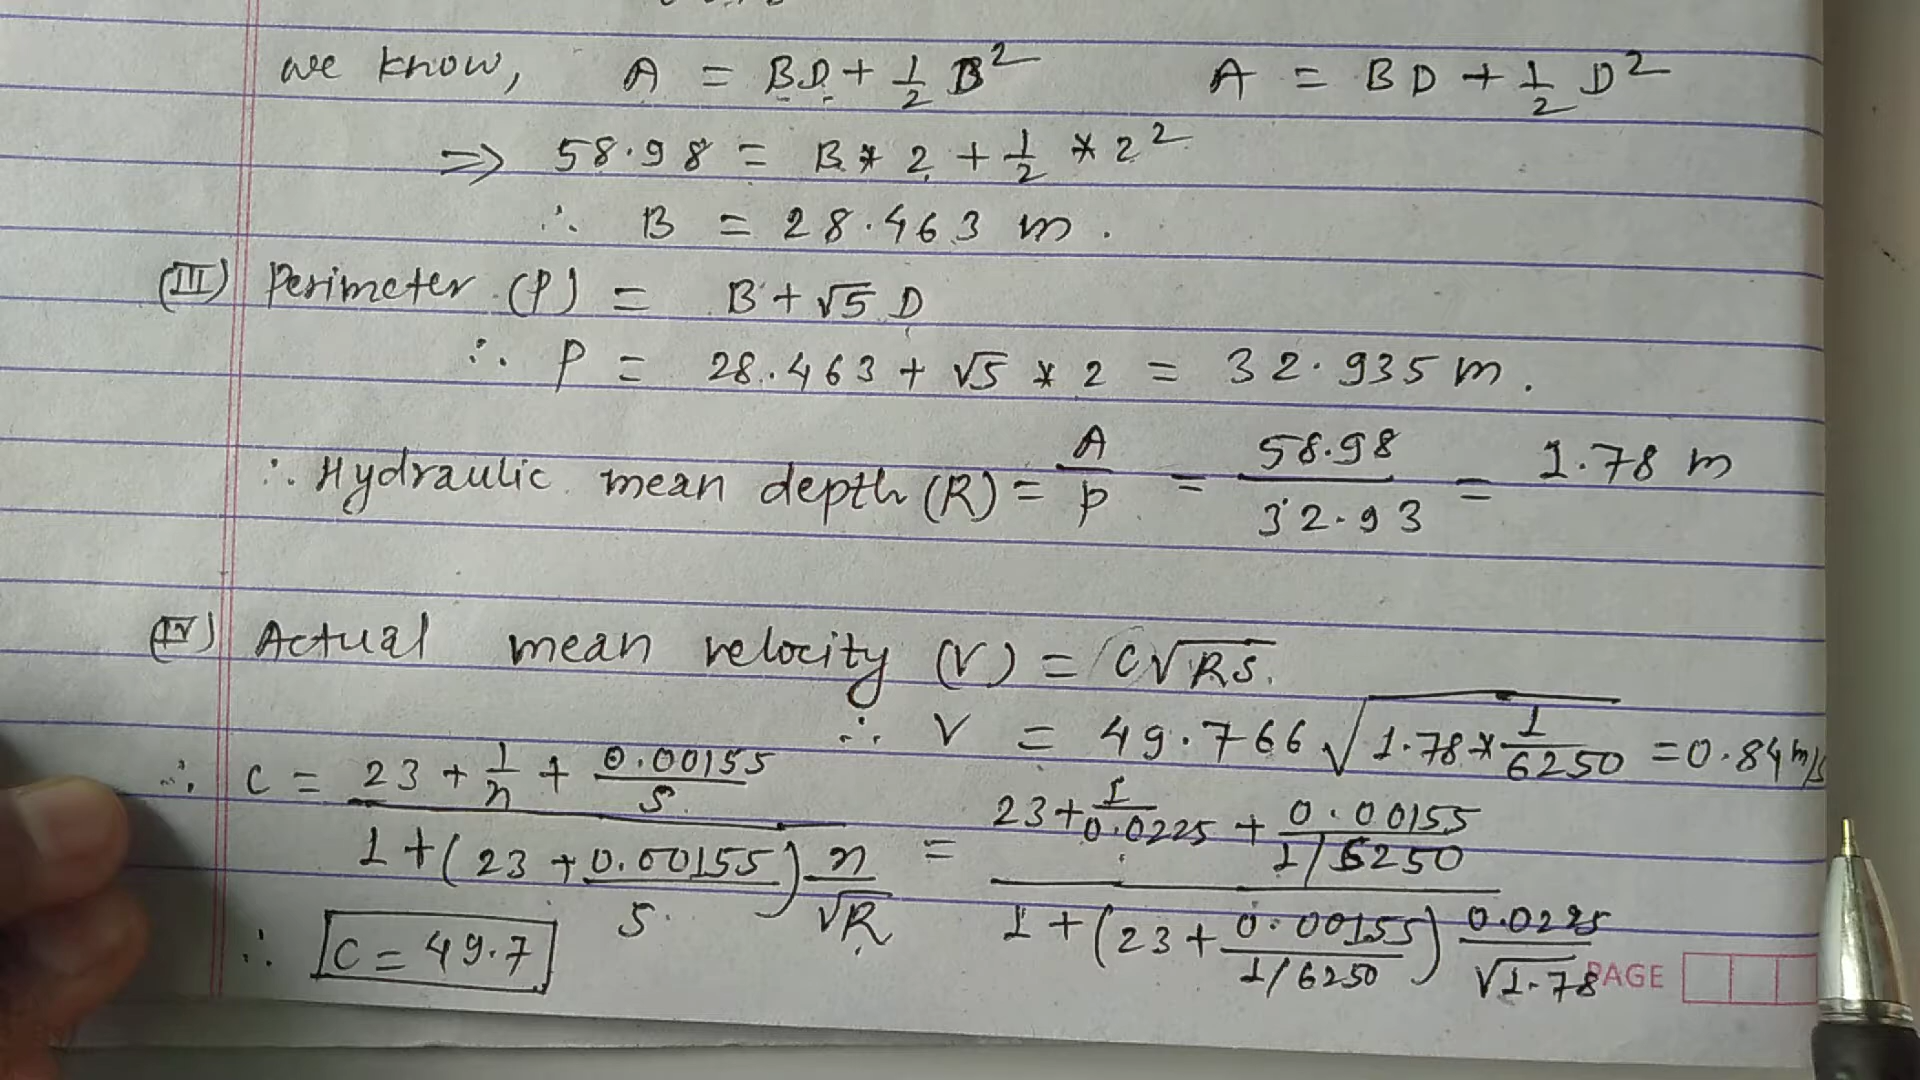 we know, A = BD + 1/2 B² A = BD + 1/2 D²
⇒ 58.98 = B * 2 + 1/2 * 2²
∴ B = 28.463 m.
(III) Perimeter (P) = B + √5 D
∴ P = 28.463 + √5 * 2 = 32.935 m.
∴ Hydraulic mean depth (R) = A/P = 58.98/32.93 = 1.78 m
(IV) Actual mean velocity (V) = C√RS.
∴ V = 49.766 √(1.78 * 1/6250) = 0.84 m/s
∴ C = (23 + 1/n + 0.00155/S) / (1 + (23 + 0.00155/S) n/√R) = (23 + 1/0.0225 + 0.00155/(1/6250)) / (1 + (23 + 0.00155/(1/6250)) 0.0225/√1.78)
∴ C = 49.7
PAGE